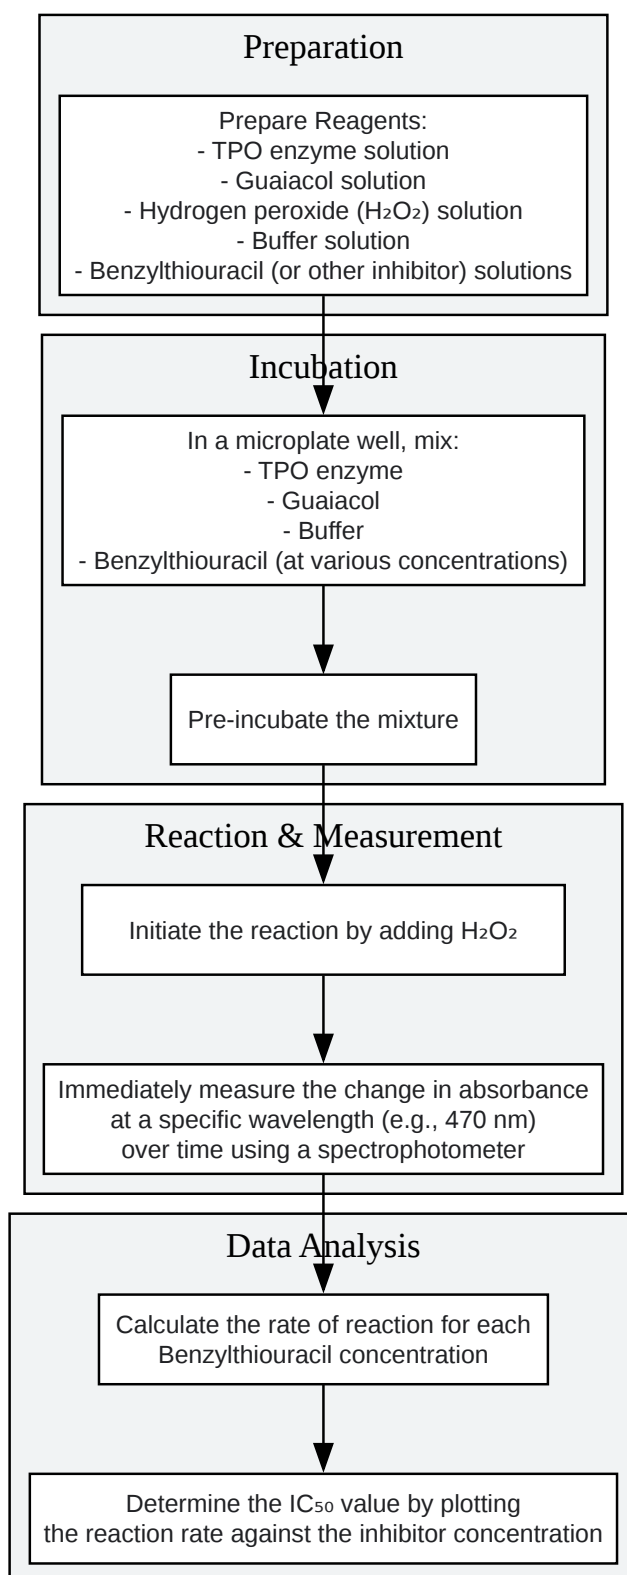 Preparation
Prepare Reagents:
- TPO enzyme solution
- Guaiacol solution
- Hydrogen peroxide (H₂O₂) solution
- Buffer solution
- Benzylthiouracil (or other inhibitor) solutions
Incubation
In a microplate well, mix:
- TPO enzyme
- Guaiacol
- Buffer
- Benzylthiouracil (at various concentrations)
Pre-incubate the mixture
Reaction & Measurement
Initiate the reaction by adding H₂O₂
Immediately measure the change in absorbance
at a specific wavelength (e.g., 470 nm)
over time using a spectrophotometer
Data Analysis
Calculate the rate of reaction for each
Benzylthiouracil concentration
Determine the IC₅₀ value by plotting
the reaction rate against the inhibitor concentration